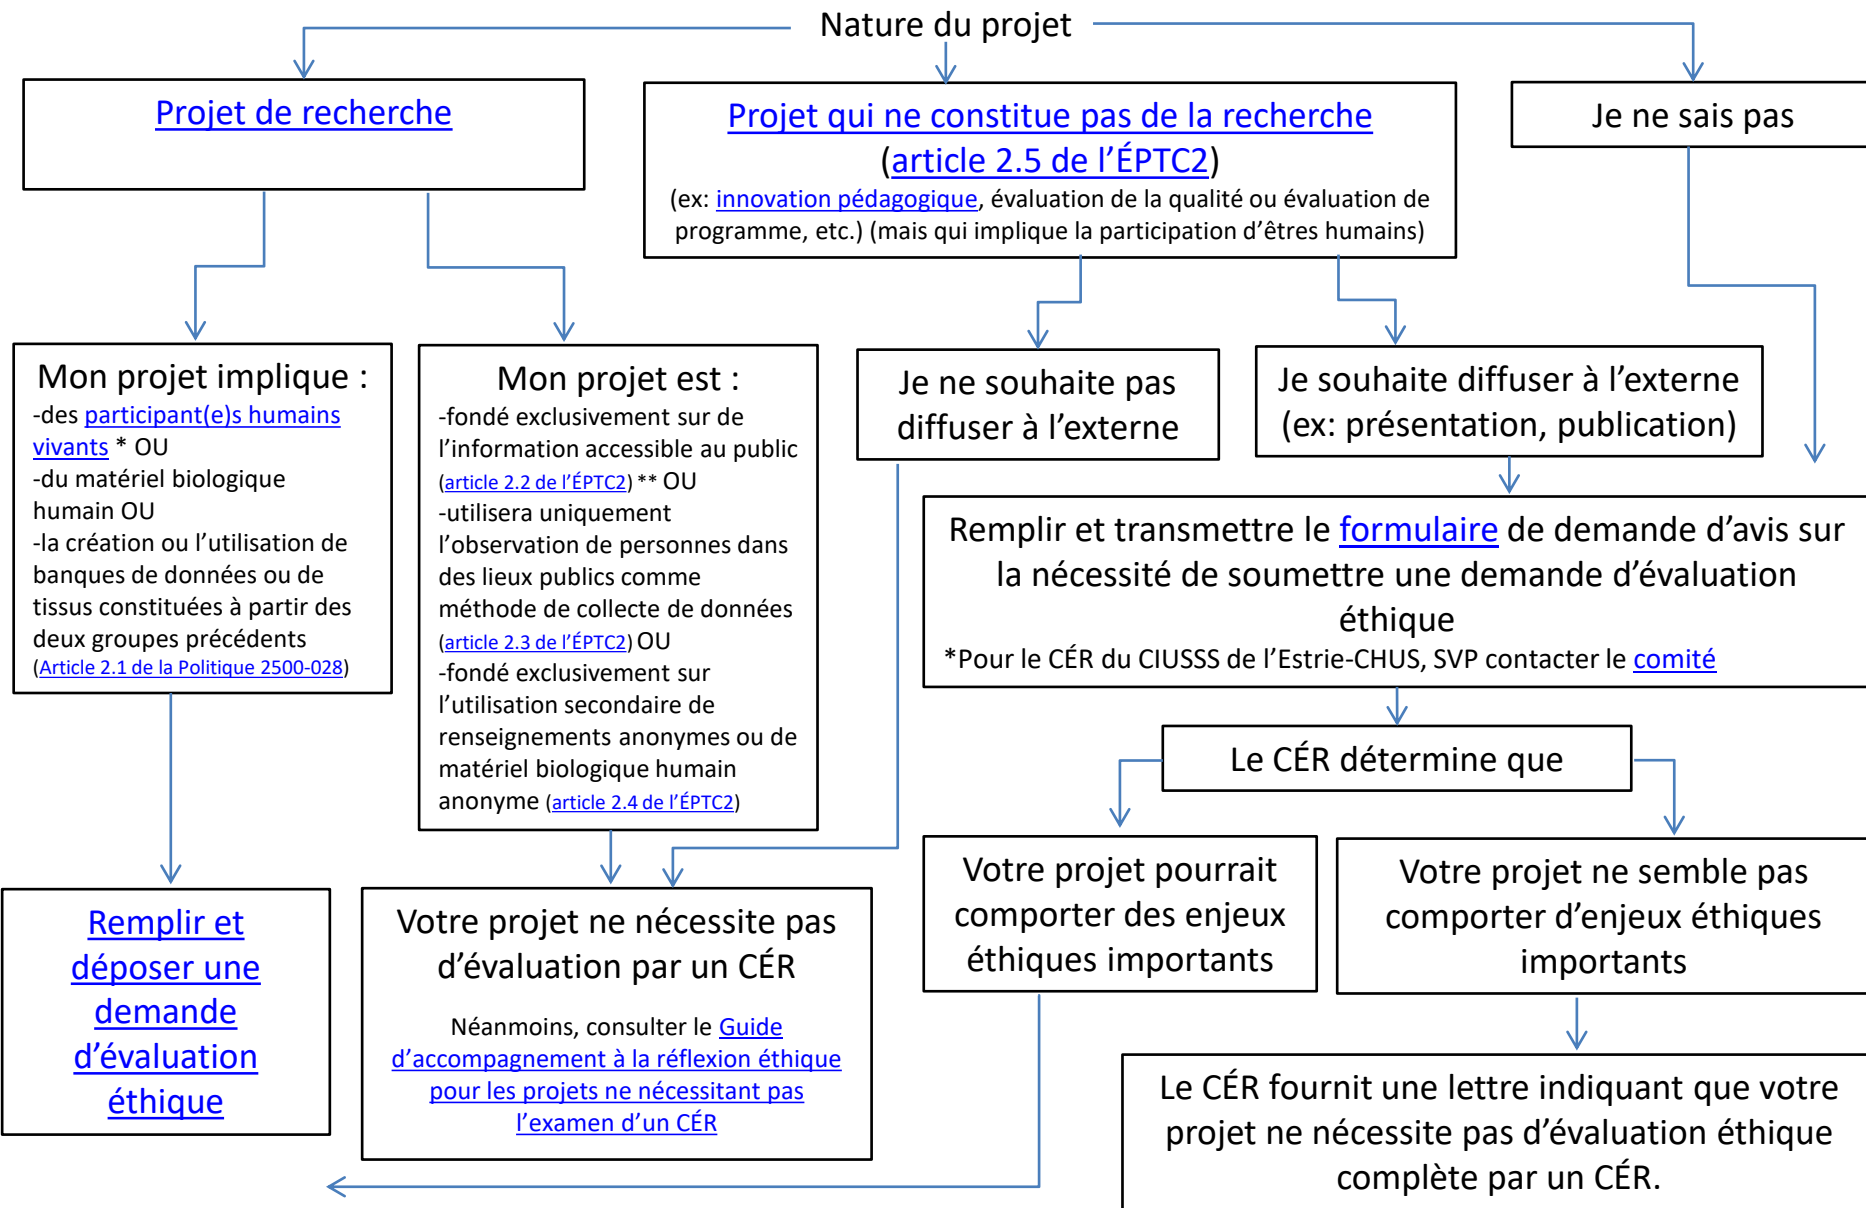 Nature du projet
Projet de recherche
Projet qui ne constitue pas de la recherche
(article 2.5 de l’ÉPTC2)
(ex: innovation pédagogique, évaluation de la qualité ou évaluation de
programme, etc.) (mais qui implique la participation d’êtres humains)
Je ne sais pas
Mon projet implique :
-des participant(e)s humains
vivants * OU
-du matériel biologique
humain OU
-la création ou l’utilisation de
banques de données ou de
tissus constituées à partir des
deux groupes précédents
(Article 2.1 de la Politique 2500-028)
Mon projet est :
-fondé exclusivement sur de
l’information accessible au public
(article 2.2 de l’ÉPTC2) ** OU
-utilisera uniquement
l’observation de personnes dans
des lieux publics comme
méthode de collecte de données
(article 2.3 de l’ÉPTC2) OU
-fondé exclusivement sur
l’utilisation secondaire de
renseignements anonymes ou de
matériel biologique humain
anonyme (article 2.4 de l’ÉPTC2)
Je ne souhaite pas
diffuser à l’externe
Je souhaite diffuser à l’externe
(ex: présentation, publication)
Remplir et transmettre le formulaire de demande d’avis sur
la nécessité de soumettre une demande d’évaluation
éthique
*Pour le CÉR du CIUSSS de l’Estrie-CHUS, SVP contacter le comité
Le CÉR détermine que
Remplir et
déposer une
demande
d’évaluation
éthique
Votre projet ne nécessite pas
d’évaluation par un CÉR
Néanmoins, consulter le Guide
d’accompagnement à la réflexion éthique
pour les projets ne nécessitant pas
l’examen d’un CÉR
Votre projet pourrait
comporter des enjeux
éthiques importants
Votre projet ne semble pas
comporter d’enjeux éthiques
importants
Le CÉR fournit une lettre indiquant que votre
projet ne nécessite pas d’évaluation éthique
complète par un CÉR.